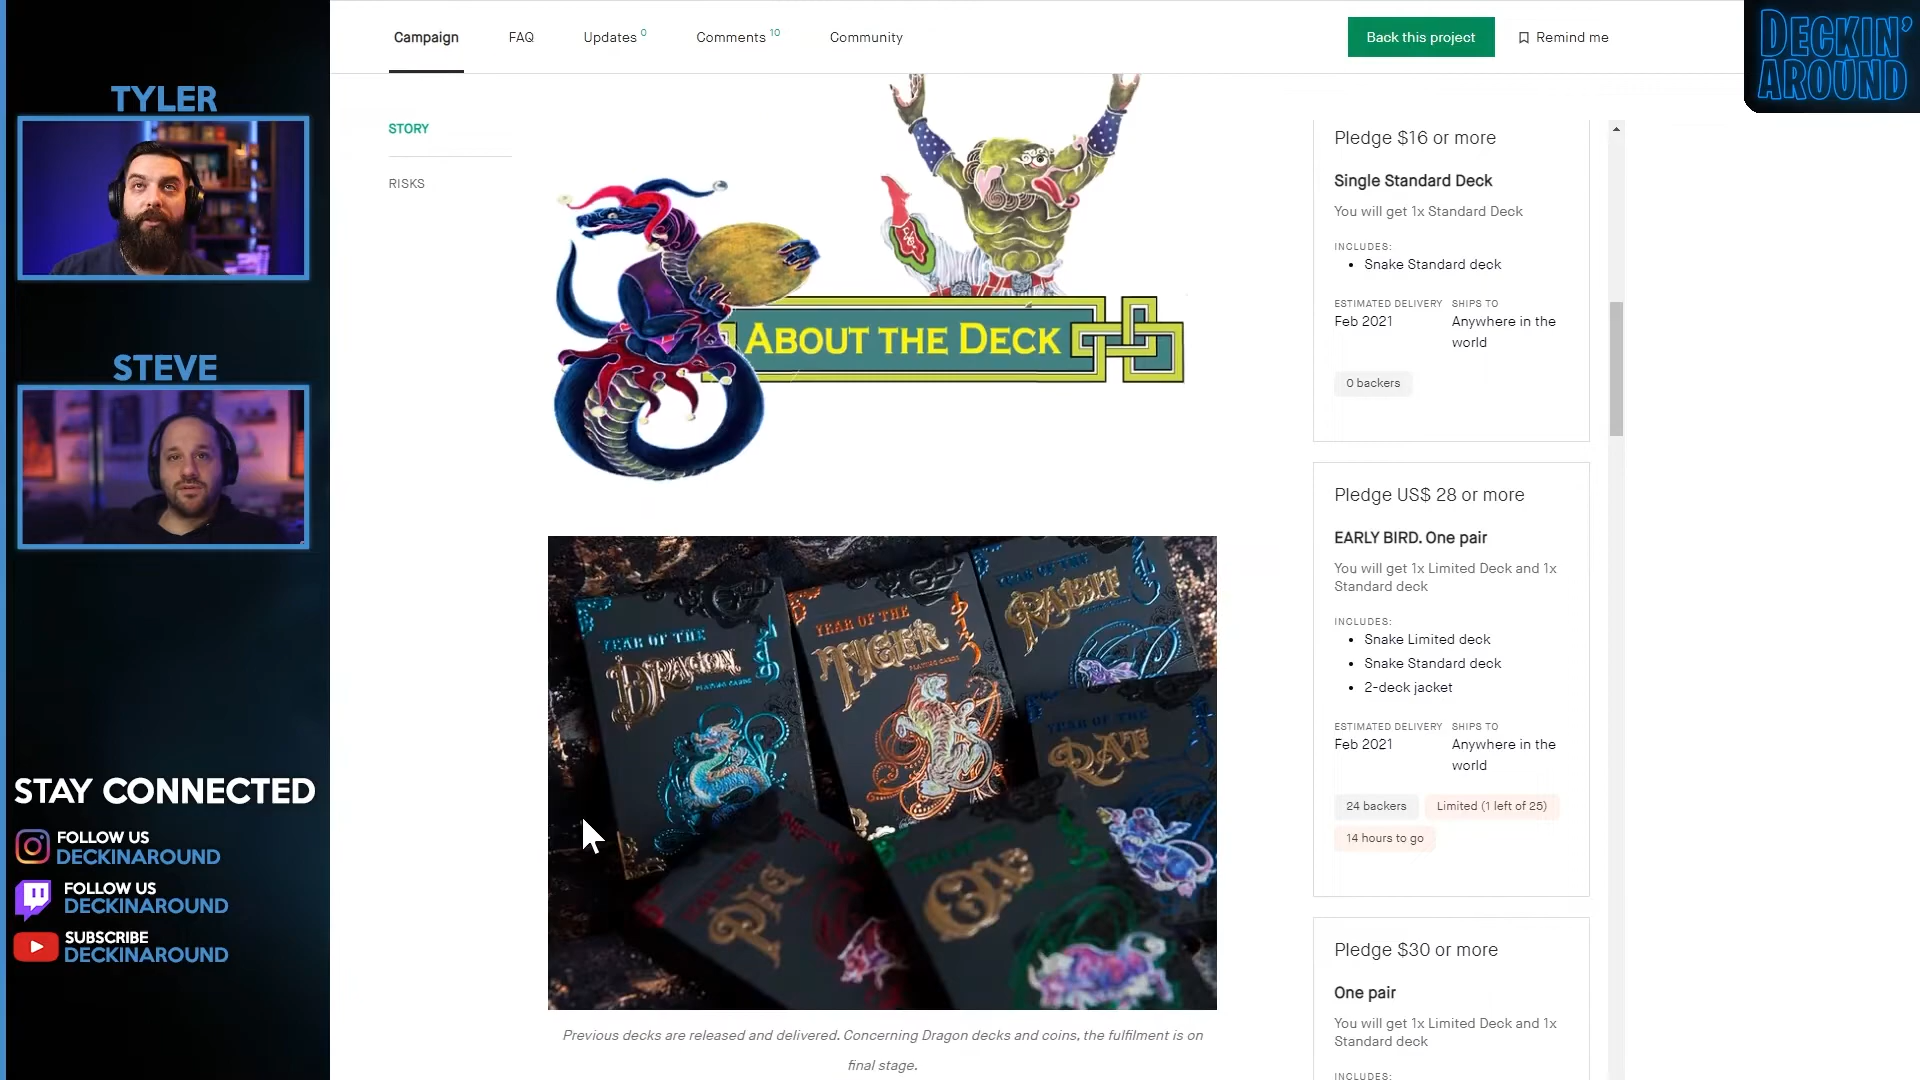 TYLER
STEVE
STAY CONNECTED
FOLLOW US
DECKINAROUND
FOLLOW US
DECKINAROUND
SUBSCRIBE
DECKINAROUND
Campaign
FAQ
Updates 0
Comments 10
Community
Back this project
Remind me
DECKIN'
AROUND
STORY
RISKS
ABOUT THE DECK
YEAR OF THE
DRAGON
PLAYING CARDS
YEAR OF THE
TIGER
PLAYING CARDS
YEAR OF THE
RABBIT
YEAR OF THE
RAT
PIG
YEAR OF THE
OX
Previous decks are released and delivered. Concerning Dragon decks and coins, the fulfilment is on
final stage.
Pledge $16 or more
Single Standard Deck
You will get 1x Standard Deck
INCLUDES:
• Snake Standard deck
ESTIMATED DELIVERY SHIPS TO
Feb 2021 Anywhere in the
world
0 backers
Pledge US$ 28 or more
EARLY BIRD. One pair
You will get 1x Limited Deck and 1x
Standard deck
INCLUDES:
• Snake Limited deck
• Snake Standard deck
• 2-deck jacket
ESTIMATED DELIVERY SHIPS TO
Feb 2021 Anywhere in the
world
24 backers Limited (1 left of 25)
14 hours to go
Pledge $30 or more
One pair
You will get 1x Limited Deck and 1x
Standard deck
INCLUDES: